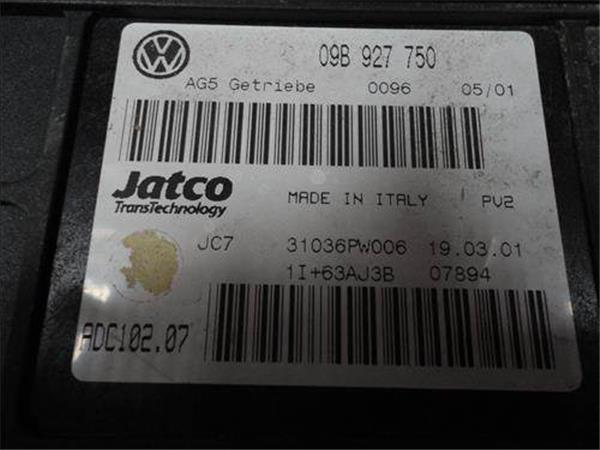 VW 09B 927 750
AG5 Getriebe 0096 05/01
Jatco MADE IN ITALY PV2
TransTechnology
JC7 31036PW006 19.03.01
1I+63AJ3B 07894
ADC102.07